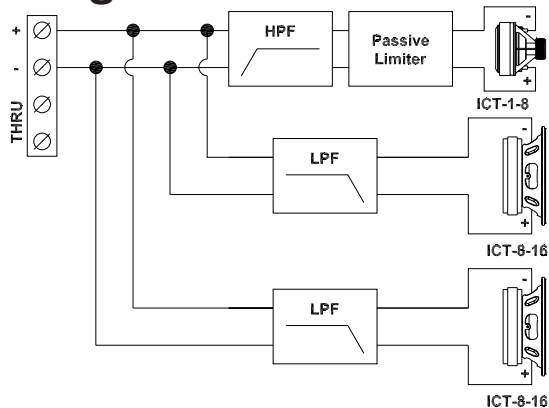 +
-
THRU
HPF
Passive
Limiter
-
+
ICT-1-8
LPF
-
+
ICT-8-16
LPF
-
+
ICT-8-16